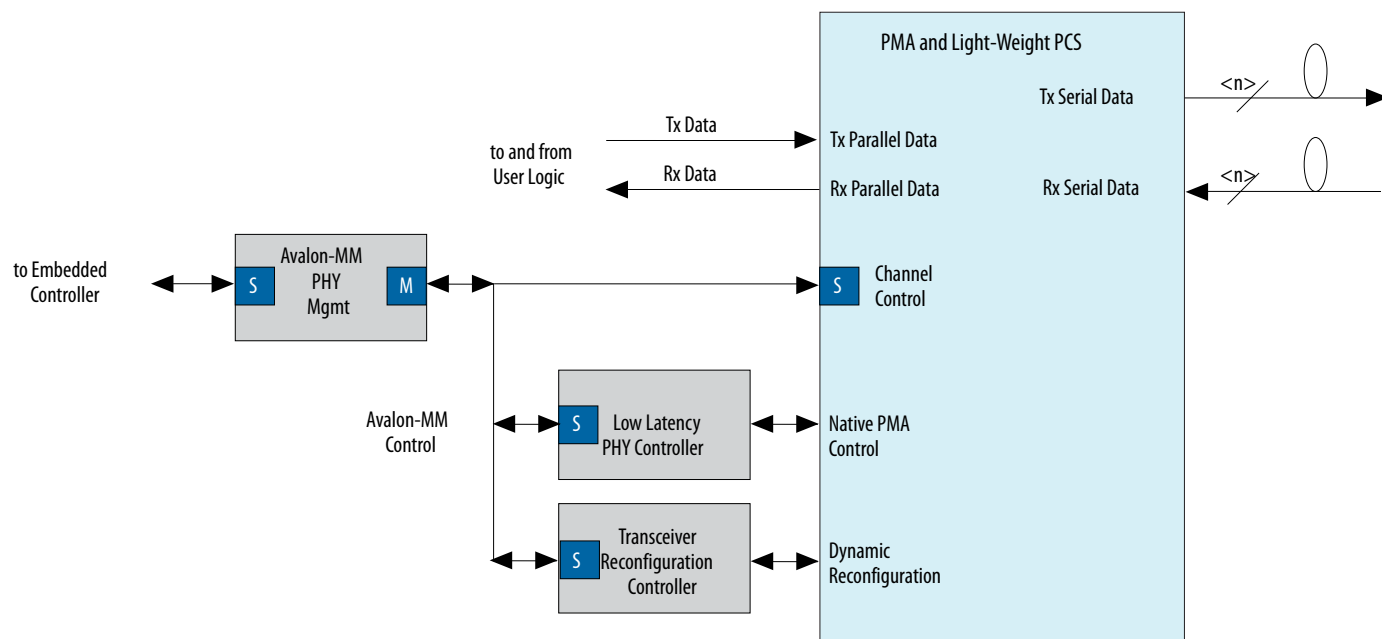 PMA and Light-Weight PCS
<n>
Tx Serial Data
Tx Data
to and from
User Logic
Tx Parallel Data
Rx Data
Rx Parallel Data
<n>
Rx Serial Data
to Embedded
Controller
S
Avalon-MM
PHY
Mgmt
M
S
Channel
Control
Avalon-MM
Control
S
Low Latency
PHY Controller
Native PMA
Control
S
Transceiver
Reconfiguration
Controller
Dynamic
Reconfiguration